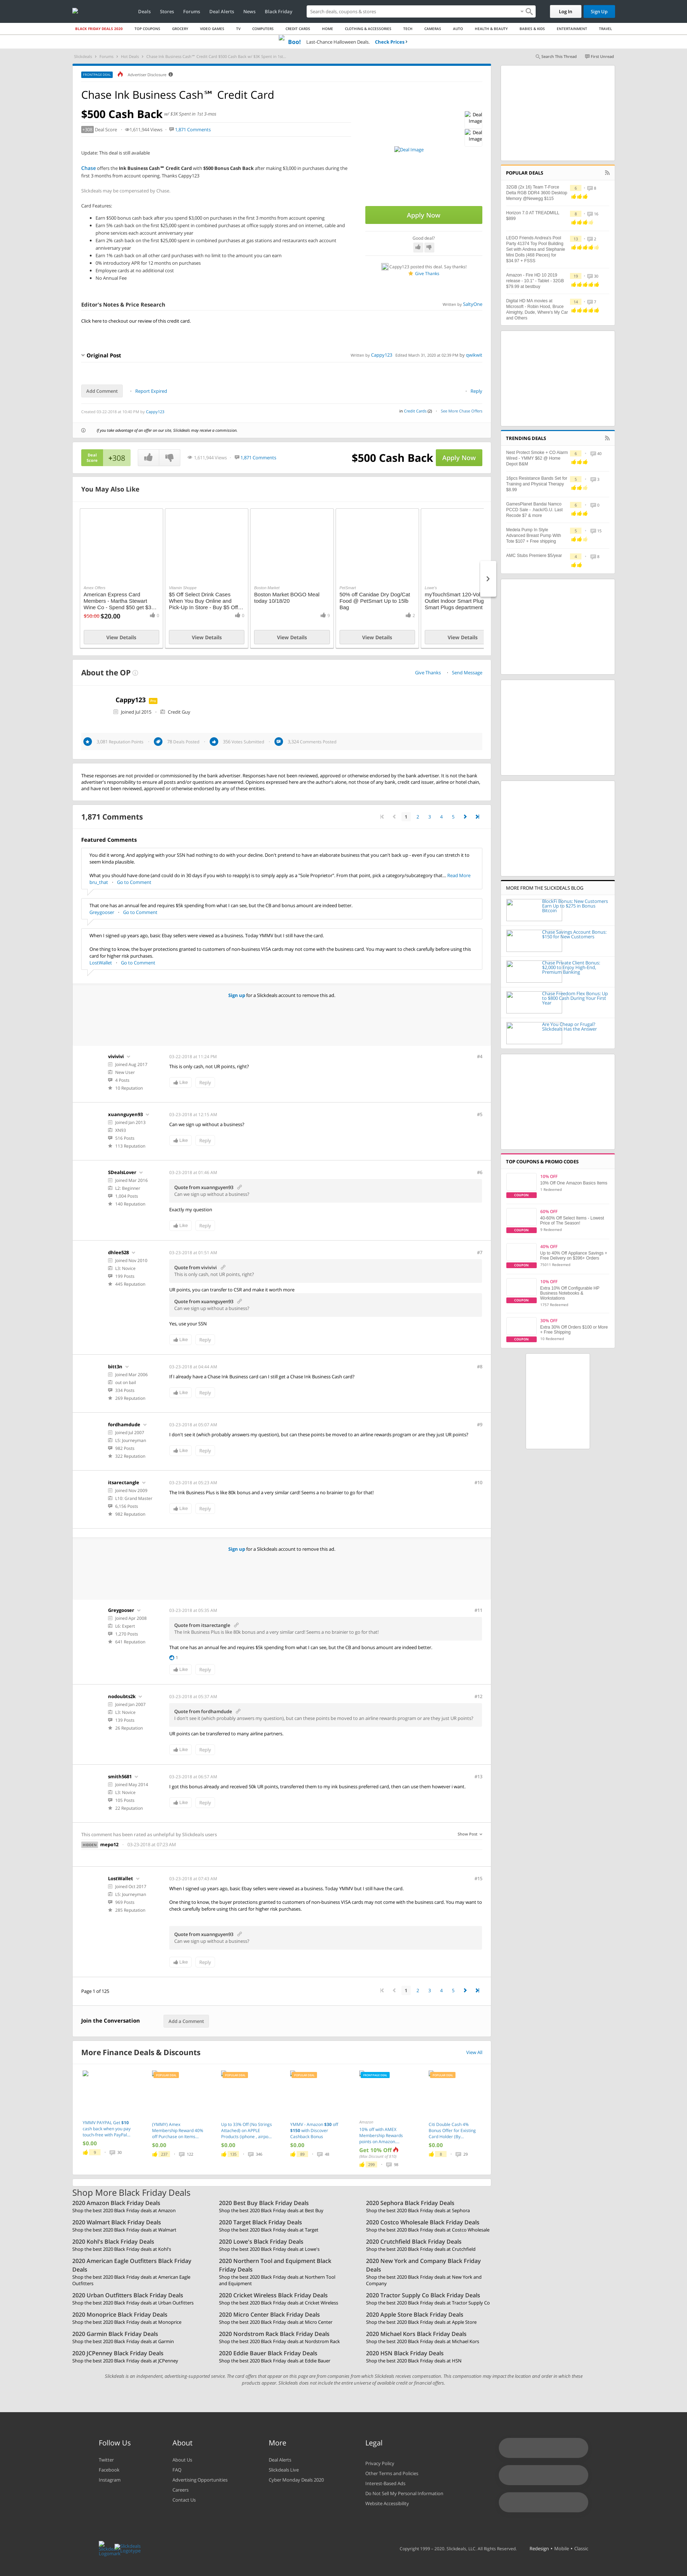 Deals Stores Forums Deal Alerts News Black Friday
Search deals, coupons & stores
Log In Sign Up
BLACK FRIDAY DEALS 2020 TOP COUPONS GROCERY VIDEO GAMES TV COMPUTERS CREDIT CARDS HOME CLOTHING & ACCESSORIES TECH CAMERAS AUTO HEALTH & BEAUTY BABIES & KIDS ENTERTAINMENT TRAVEL
Boo! Last-Chance Halloween Deals. Check Prices ›
Search This Thread First Unread
FRONTPAGE DEAL Advertiser Disclosure
Chase Ink Business Cash℠ Credit Card
$500 Cash Back w/ $3K Spent in 1st 3 mos
+308 Deal Score 1,611,944 Views 1,871 Comments
Deal Image
Deal Image
Deal Image
Update: This deal is still available
Chase offers the Ink Business Cash℠ Credit Card with $500 Bonus Cash Back after making $3,000 in purchases during the first 3 months from account opening. Thanks Cappy123
Slickdeals may be compensated by Chase.
Card Features:
Earn $500 bonus cash back after you spend $3,000 on purchases in the first 3 months from account opening
Earn 5% cash back on the first $25,000 spent in combined purchases at office supply stores and on internet, cable and phone services each account anniversary year
Earn 2% cash back on the first $25,000 spent in combined purchases at gas stations and restaurants each account anniversary year
Earn 1% cash back on all other card purchases with no limit to the amount you can earn
0% introductory APR for 12 months on purchases
Employee cards at no additional cost
No Annual Fee
Apply Now
Good deal?
Cappy123 posted this deal. Say thanks!
Give Thanks
Editor's Notes & Price Research
Written by SaltyOne
Click here to checkout our review of this credit card.
Original Post
Written by Cappy123 Edited March 31, 2020 at 02:39 PM by qwikwit
Add Comment Report Expired Reply
Created 03-22-2018 at 10:40 PM by Cappy123
in Credit Cards (2) See More Chase Offers
If you take advantage of an offer on our site, Slickdeals may receive a commission.
Deal Score +308
1,611,944 Views 1,871 Comments
$500 Cash Back Apply Now
You May Also Like
Amex Offers
American Express Card Members - Martha Stewart Wine Co - Spend $50 get $3...
$50.00 $20.00 0
View Details
Sherwin Shoppe
$5 Off Select Drink Cases When You Buy Online and Pick-Up In Store - Buy $5 Off...
0
View Details
Boston Market
Boston Market BOGO Meal today 10/18/20
0
View Details
PetSmart
50% off Canidae Dry Dog/Cat Food @ PetSmart Up to 15lb Bag
2
View Details
Lowe's
myTouchSmart 120-Vol Outlet Indoor Smart Plug Smart Plugs department
View Details
About the OP
Give Thanks Send Message
Cappy123
Joined Jul 2015 Credit Guy
3,091 Reputation Points 78 Deals Posted 350 Votes Submitted 3,324 Comments Posted
These responses are not provided or commissioned by the bank advertiser. Responses have not been reviewed, approved or otherwise endorsed by the bank advertiser. It is not the bank advertiser's responsibility to ensure all posts and/or questions are answered. Opinions expressed here are the author's alone, not those of any bank, credit card issuer, airline or hotel chain, and have not been reviewed, approved or otherwise endorsed by any of these entities.
1,871 Comments
1 2 3 4 5
Featured Comments
You did it wrong. And applying with your SSN had nothing to do with your decline. Don't pretend to have an elaborate business that you can't back up - even if you can stretch it to seem kinda plausible.
What you should have done (and could do in 30 days if you wish to reapply) is to simply apply as a "Sole Proprietor". From that point, pick a category/subcategory that... Read More
bru_that Go to Comment
That one has an annual fee and requires $5k spending from what I can see, but the CB and bonus amount are indeed better.
Greygooser Go to Comment
When I signed up years ago, basic Ebay sellers were viewed as a business. Today YMMV but I still have the card.
One thing to know, the buyer protections granted to customers of non-business VISA cards may not come with the business card. You may want to check carefully before using this card for higher risk purchases.
LostWallet Go to Comment
Sign up for a Slickdeals account to remove this ad.
vivivivi
Joined Aug 2017
New User
4 Posts
10 Reputation
03-22-2018 at 11:24 PM #4
This is only cash, not UR points, right?
Like Reply
xuannguyen93
Joined Jan 2013
XNXX
516 Posts
113 Reputation
03-23-2018 at 12:15 AM #5
Can we sign up without a business?
Like Reply
SDealsLover
Joined Mar 2016
L2: Beginner
1,004 Posts
140 Reputation
03-23-2018 at 01:46 AM #6
Quote from xuannguyen93
Can we sign up without a business?
Exactly my question
Like Reply
dhlee528
Joined Nov 2010
L3: Novice
199 Posts
445 Reputation
03-23-2018 at 01:51 AM #7
Quote from vivivivi
This is only cash, not UR points, right?
UR points, you can transfer to CSR and make it worth more
Quote from xuannguyen93
Can we sign up without a business?
Yes, use your SSN
Like Reply
bitt3n
Joined Mar 2006
out on bail
334 Posts
269 Reputation
03-23-2018 at 04:44 AM #8
If I already have a Chase Ink Business card can I still get a Chase Ink Business Cash card?
Like Reply
fordhamdude
Joined Jul 2007
L5: Journeyman
982 Posts
322 Reputation
03-23-2018 at 05:07 AM #9
I don't see it (which probably answers my question), but can these points be moved to an airline rewards program or are they just UR points?
Like Reply
itsarectangle
Joined Nov 2009
L10: Grand Master
6,156 Posts
982 Reputation
03-23-2018 at 05:23 AM #10
The Ink Business Plus is like 80k bonus and a very similar card! Seems a no brainier to go for that!
Like Reply
Sign up for a Slickdeals account to remove this ad.
Greygooser
Joined Apr 2008
L6: Expert
1,270 Posts
641 Reputation
03-23-2018 at 05:35 AM #11
Quote from itsarectangle
The Ink Business Plus is like 80k bonus and a very similar card! Seems a no brainier to go for that!
That one has an annual fee and requires $5k spending from what I can see, but the CB and bonus amount are indeed better.
1
Like Reply
nodoubts2k
Joined Jan 2007
L3: Novice
139 Posts
26 Reputation
03-23-2018 at 05:37 AM #12
Quote from fordhamdude
I don't see it (which probably answers my question), but can these points be moved to an airline rewards program or are they just UR points?
UR points can be transferred to many airline partners.
Like Reply
smith5681
Joined May 2014
L3: Novice
105 Posts
22 Reputation
03-23-2018 at 06:57 AM #13
I got this bonus already and received 50k UR points, transferred them to my ink business preferred card, then can use them however i want.
Like Reply
This comment has been rated as unhelpful by Slickdeals users Show Post
HIDDEN mepo12 03-23-2018 at 07:23 AM
LostWallet
Joined Oct 2017
L5: Journeyman
969 Posts
285 Reputation
03-23-2018 at 07:43 AM #15
When I signed up years ago, basic Ebay sellers were viewed as a business. Today YMMV but I still have the card.
One thing to know, the buyer protections granted to customers of non-business VISA cards may not come with the business card. You may want to check carefully before using this card for higher risk purchases.
Quote from xuannguyen93
Can we sign up without a business?
Like Reply
Page 1 of 125
1 2 3 4 5
Join the Conversation Add a Comment
More Finance Deals & Discounts View All
YMMV PAYPAL Get $10 cash back when you pay touch-free with PayPal...
$0.00
(YMMV) Amex Membership Reward 40% off Purchase on Items...
$0.00
Up to 33% Off (No Strings Attached) on APPLE Products (iphone , airpo...
$0.00
YMMV - Amazon $30 off $150 with Discover Cashback Bonus
$0.00
Amazon
10% off with AMEX Membership Rewards points on Amazon...
Get 10% Off
Citi Double Cash 4% Bonus Offer for Existing Card Holder (By...
$0.00
Shop More Black Friday Deals
2020 Amazon Black Friday Deals
Shop the best 2020 Black Friday deals at Amazon
2020 Best Buy Black Friday Deals
Shop the best 2020 Black Friday deals at Best Buy
2020 Sephora Black Friday Deals
Shop the best 2020 Black Friday deals at Sephora
2020 Walmart Black Friday Deals
Shop the best 2020 Black Friday deals at Walmart
2020 Target Black Friday Deals
Shop the best 2020 Black Friday deals at Target
2020 Costco Wholesale Black Friday Deals
Shop the best 2020 Black Friday deals at Costco Wholesale
2020 Kohl's Black Friday Deals
Shop the best 2020 Black Friday deals at Kohl's
2020 Lowe's Black Friday Deals
Shop the best 2020 Black Friday deals at Lowe's
2020 Crutchfield Black Friday Deals
Shop the best 2020 Black Friday deals at Crutchfield
2020 American Eagle Outfitters Black Friday Deals
Shop the best 2020 Black Friday deals at American Eagle Outfitters
2020 Northern Tool and Equipment Black Friday Deals
Shop the best 2020 Black Friday deals at Northern Tool and Equipment
2020 New York and Company Black Friday Deals
Shop the best 2020 Black Friday deals at New York and Company
2020 Urban Outfitters Black Friday Deals
Shop the best 2020 Black Friday deals at Urban Outfitters
2020 Cricket Wireless Black Friday Deals
Shop the best 2020 Black Friday deals at Cricket Wireless
2020 Tractor Supply Co Black Friday Deals
Shop the best 2020 Black Friday deals at Tractor Supply Co
2020 Monoprice Black Friday Deals
Shop the best 2020 Black Friday deals at Monoprice
2020 Micro Center Black Friday Deals
Shop the best 2020 Black Friday deals at Micro Center
2020 Apple Store Black Friday Deals
Shop the best 2020 Black Friday deals at Apple Store
2020 Garmin Black Friday Deals
Shop the best 2020 Black Friday deals at Garmin
2020 Nordstrom Rack Black Friday Deals
Shop the best 2020 Black Friday deals at Nordstrom Rack
2020 Michael Kors Black Friday Deals
Shop the best 2020 Black Friday deals at Michael Kors
2020 JCPenney Black Friday Deals
Shop the best 2020 Black Friday deals at JCPenney
2020 Eddie Bauer Black Friday Deals
Shop the best 2020 Black Friday deals at Eddie Bauer
2020 HSN Black Friday Deals
Shop the best 2020 Black Friday deals at HSN
Slickdeals is an independent, advertising-supported service. The card offers that appear on this page are from companies from which Slickdeals receives compensation. This compensation may impact the location and order in which these products appear. Slickdeals does not include the entire universe of available credit or financial offers.
POPULAR DEALS
32GB (2x 16) Team T-Force Delta RGB DDR4 3600 Desktop Memory @Newegg $115
Horizon 7.0 AT TREADMILL $899
LEGO Friends Andrea's Pool Party 41374 Toy Pool Building Set with Andrea and Stephanie Mini Dolls (468 Pieces) for $34.97 + FSSS
Amazon - Fire HD 10 2019 release - 10.1" - Tablet - 32GB $79.99 at bestbuy
Digital HD MA movies at Microsoft - Robin Hood, Bruce Almighty, Dude, Where's My Car and Others
TRENDING DEALS
Nest Protect Smoke + CO Alarm Wired - YMMV $62 @ Home Depot B&M
18pcs Resistance Bands Set for Training and Physical Therapy $9.99
Games/Planet Bandai Namco PCCD.Sale - Aaok/IS.U. Last Recode $7 & more
Medela Pump In Style Advanced Breast Pump With Tote $107 + Free shipping
AMC Stubs Premiere $5/year
MORE FROM THE SLICKDEALS BLOG
BlockFi Bonus: New Customers Earn Up to $275 in Bonus Bitcoin
Chase Savings Account Bonus: $150 for New Customers
Chase Private Client Bonus: $2,000 to Enjoy High-End, Premium Banking
Chase Freedom Flex Bonus: Up to $800 Cash During Your First Year
Are You Cheap or Frugal? Slickdeals Has the Answer
TOP COUPONS & PROMO CODES
10% OFF
10% Off One Amazon Basics Items
1 Redeemed
COUPON
60% OFF
40-60% Off Select Items - Lowest Price of The Season!
6 Redeemed
COUPON
40% OFF
Up to 40% Off Appliance Savings + Free Delivery on $396+ Orders
COUPON
10% OFF
Extra 10% Off Configurable HP Business Notebooks & Workstations
1757 Redeemed
COUPON
30% OFF
Extra 30% Off Orders $100 or More + Free Shipping
COUPON
Follow Us
Twitter
Facebook
Instagram
About
About Us
FAQ
Advertising Opportunities
Careers
Contact Us
More
Deal Alerts
Slickdeals Live
Cyber Monday Deals 2020
Legal
Privacy Policy
Other Terms and Policies
Interest-Based Ads
Do Not Sell My Personal Information
Website Accessibility
Copyright 1999 - 2020. Slickdeals, LLC. All Rights Reserved. Redesign • Mobile • Classic